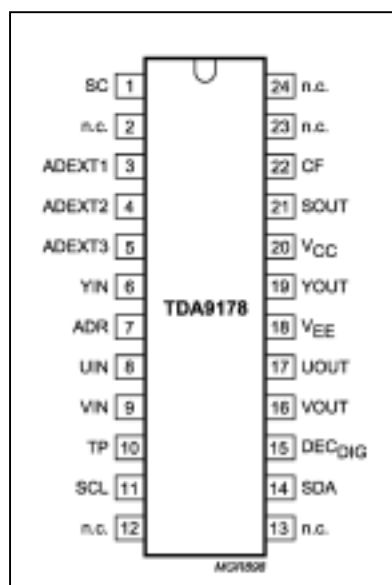 SC 1 24 n.c.
n.c. 2 23 n.c.
ADEXT1 3 22 CF
ADEXT2 4 21 SOUT
ADEXT3 5 20 VCC
YIN 6 19 YOUT
TDA9178
ADR 7 18 VEE
UIN 8 17 UOUT
VIN 9 16 VOUT
TP 10 15 DECDIG
SCL 11 14 SDA
n.c. 12 13 n.c.
MGR898